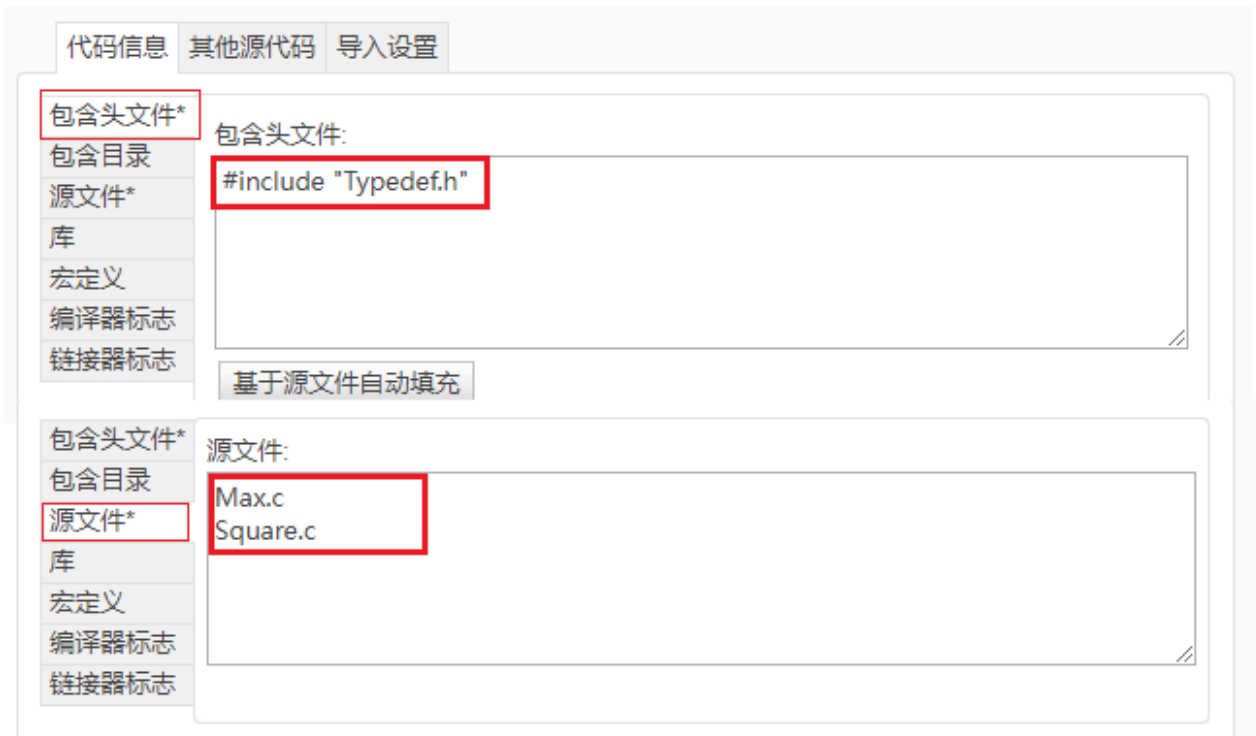 代码信息 其他源代码 导入设置
包含头文件*
包含目录
源文件*
库
宏定义
编译器标志
链接器标志
包含头文件:
#include "Typedef.h"
基于源文件自动填充
包含头文件*
包含目录
源文件*
库
宏定义
编译器标志
链接器标志
源文件:
Max.c
Square.c